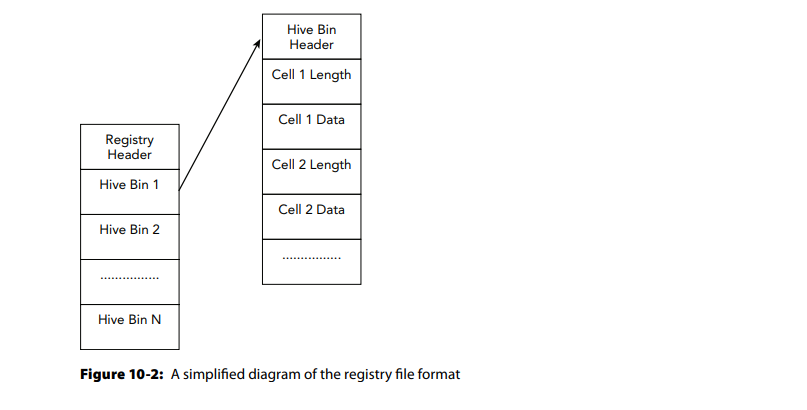 Hive Bin
Header
Cell 1 Length
Cell 1 Data
Cell 2 Length
Cell 2 Data
................
Registry
Header
Hive Bin 1
Hive Bin 2
................
Hive Bin N
Figure 10-2: A simplified diagram of the registry file format